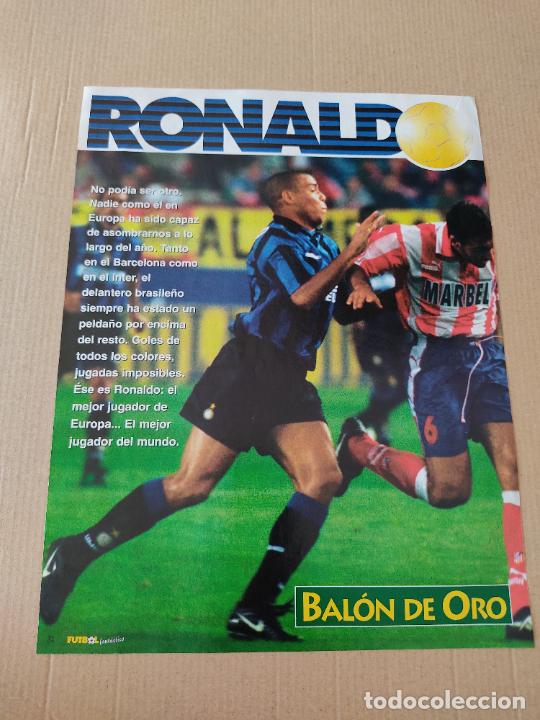 RONALDO
No podía ser otro.
Nadie como él en
Europa ha sido capaz
de asombrarnos a lo
largo del año. Tanto
en el Barcelona como
en el Inter, el
delantero brasileño
siempre ha estado un
peldaño por encima
del resto. Goles de
todos los colores,
jugadas imposibles.
Ése es Ronaldo: el
mejor jugador de
Europa... El mejor
jugador del mundo.
MARBEL
6
BALÓN DE ORO
FUTBOL fantástico
todocoleccion